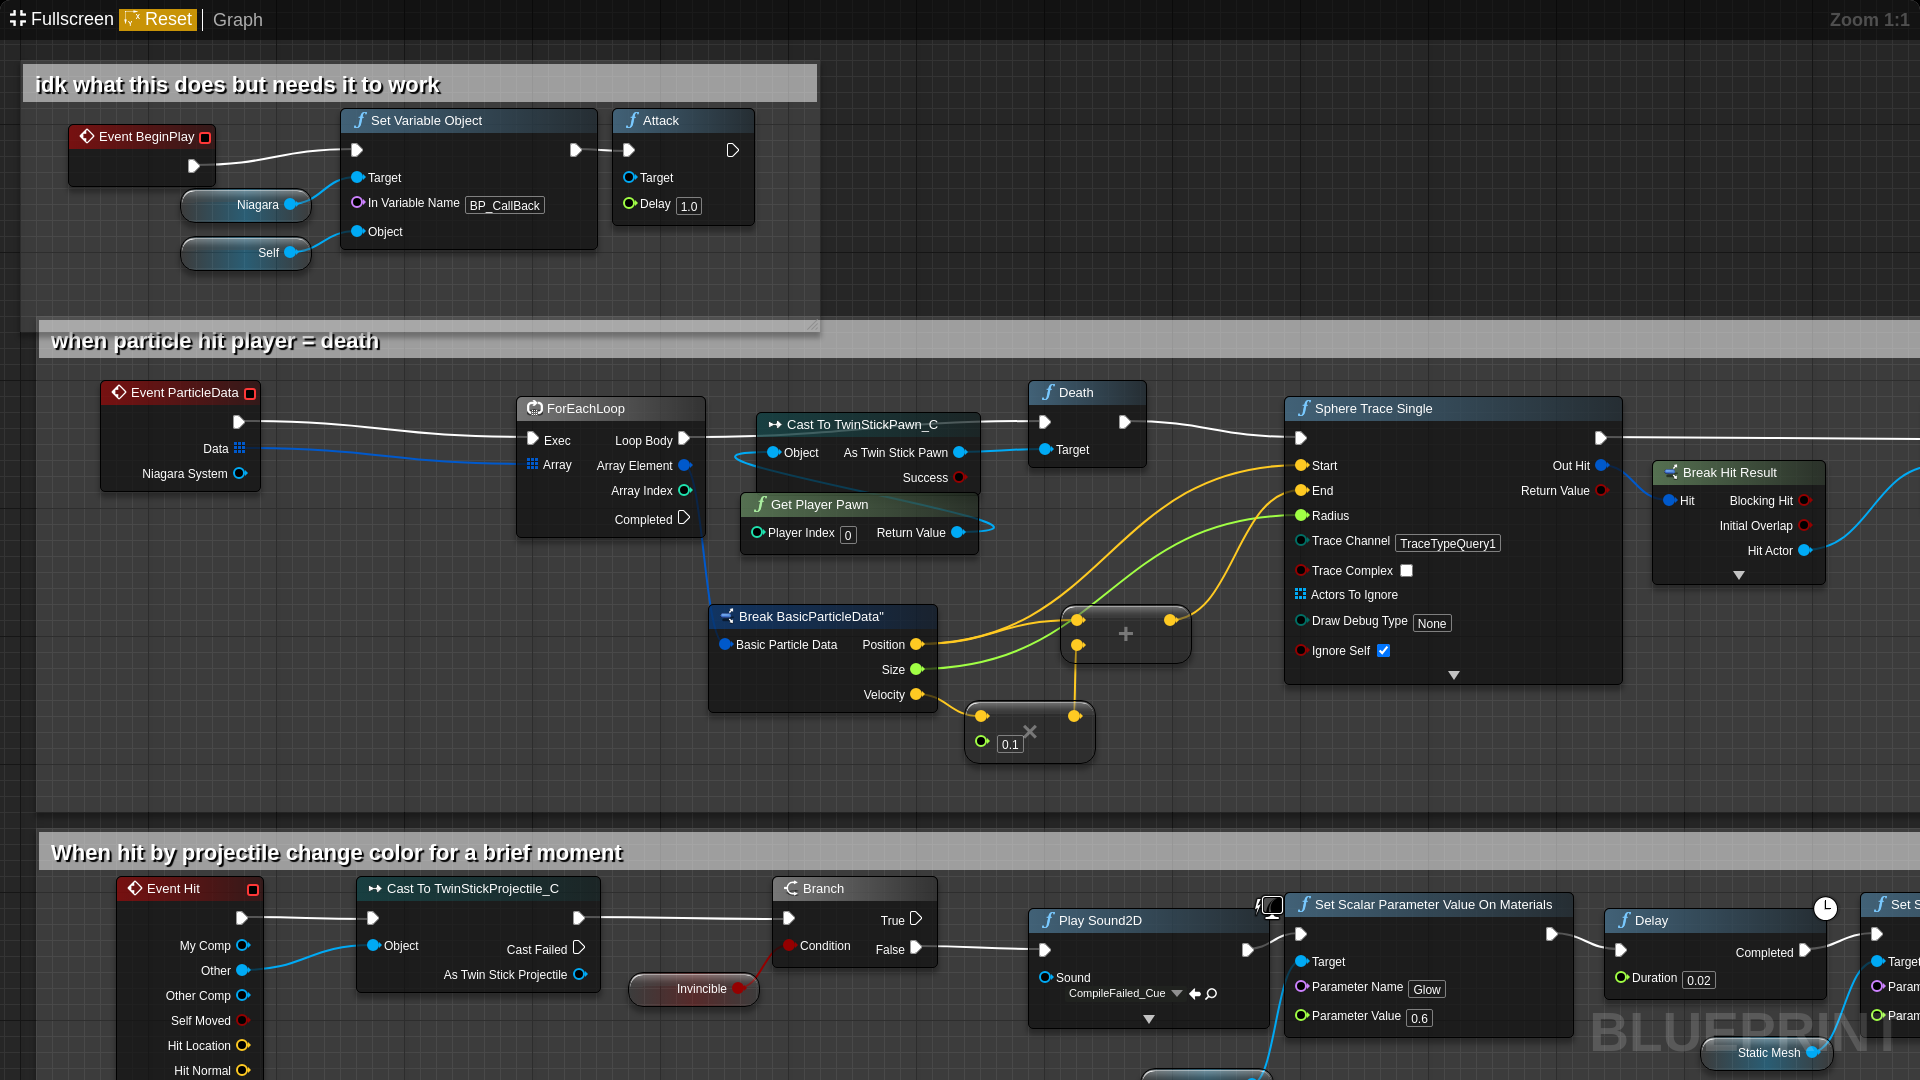 Fullscreen Reset Graph Zoom 1:1
idk what this does but needs it to work
Event BeginPlay
Set Variable Object
Target
In Variable Name BP_CallBack
Object
Attack
Target
Delay 1.0
Niagara
Self
when particle hit player = death
Event ParticleData
Data
Niagara System
ForEachLoop
Exec Loop Body
Array Array Element
Array Index
Completed
Cast To TwinStickPawn_C
Object As Twin Stick Pawn
Success
Get Player Pawn
Player Index 0 Return Value
Death
Target
Sphere Trace Single
Start Out Hit
End Return Value
Radius
Trace Channel TraceTypeQuery1
Trace Complex
Actors To Ignore
Draw Debug Type None
Ignore Self
Break Hit Result
Hit Blocking Hit
Initial Overlap
Hit Actor
Break BasicParticleData"
Basic Particle Data Position
Size
Velocity
+
0.1 ×
When hit by projectile change color for a brief moment
Event Hit
My Comp
Other
Other Comp
Self Moved
Hit Location
Hit Normal
Cast To TwinStickProjectile_C
Object
Cast Failed
As Twin Stick Projectile
Invincible
Branch
True
Condition
False
Play Sound2D
Sound
CompileFailed_Cue
Set Scalar Parameter Value On Materials
Target
Parameter Name Glow
Parameter Value 0.6
Delay
Completed
Duration 0.02
Set S
Target
Param
Param
Static Mesh
BLUEPRINT